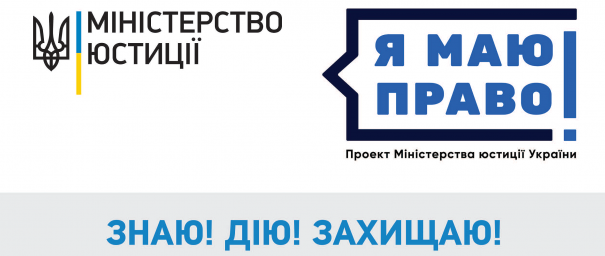 МІНІСТЕРСТВО
ЮСТИЦІЇ
Я МАЮ
ПРАВО!
Проект Міністерства юстиції України
ЗНАЮ! ДІЮ! ЗАХИЩАЮ!